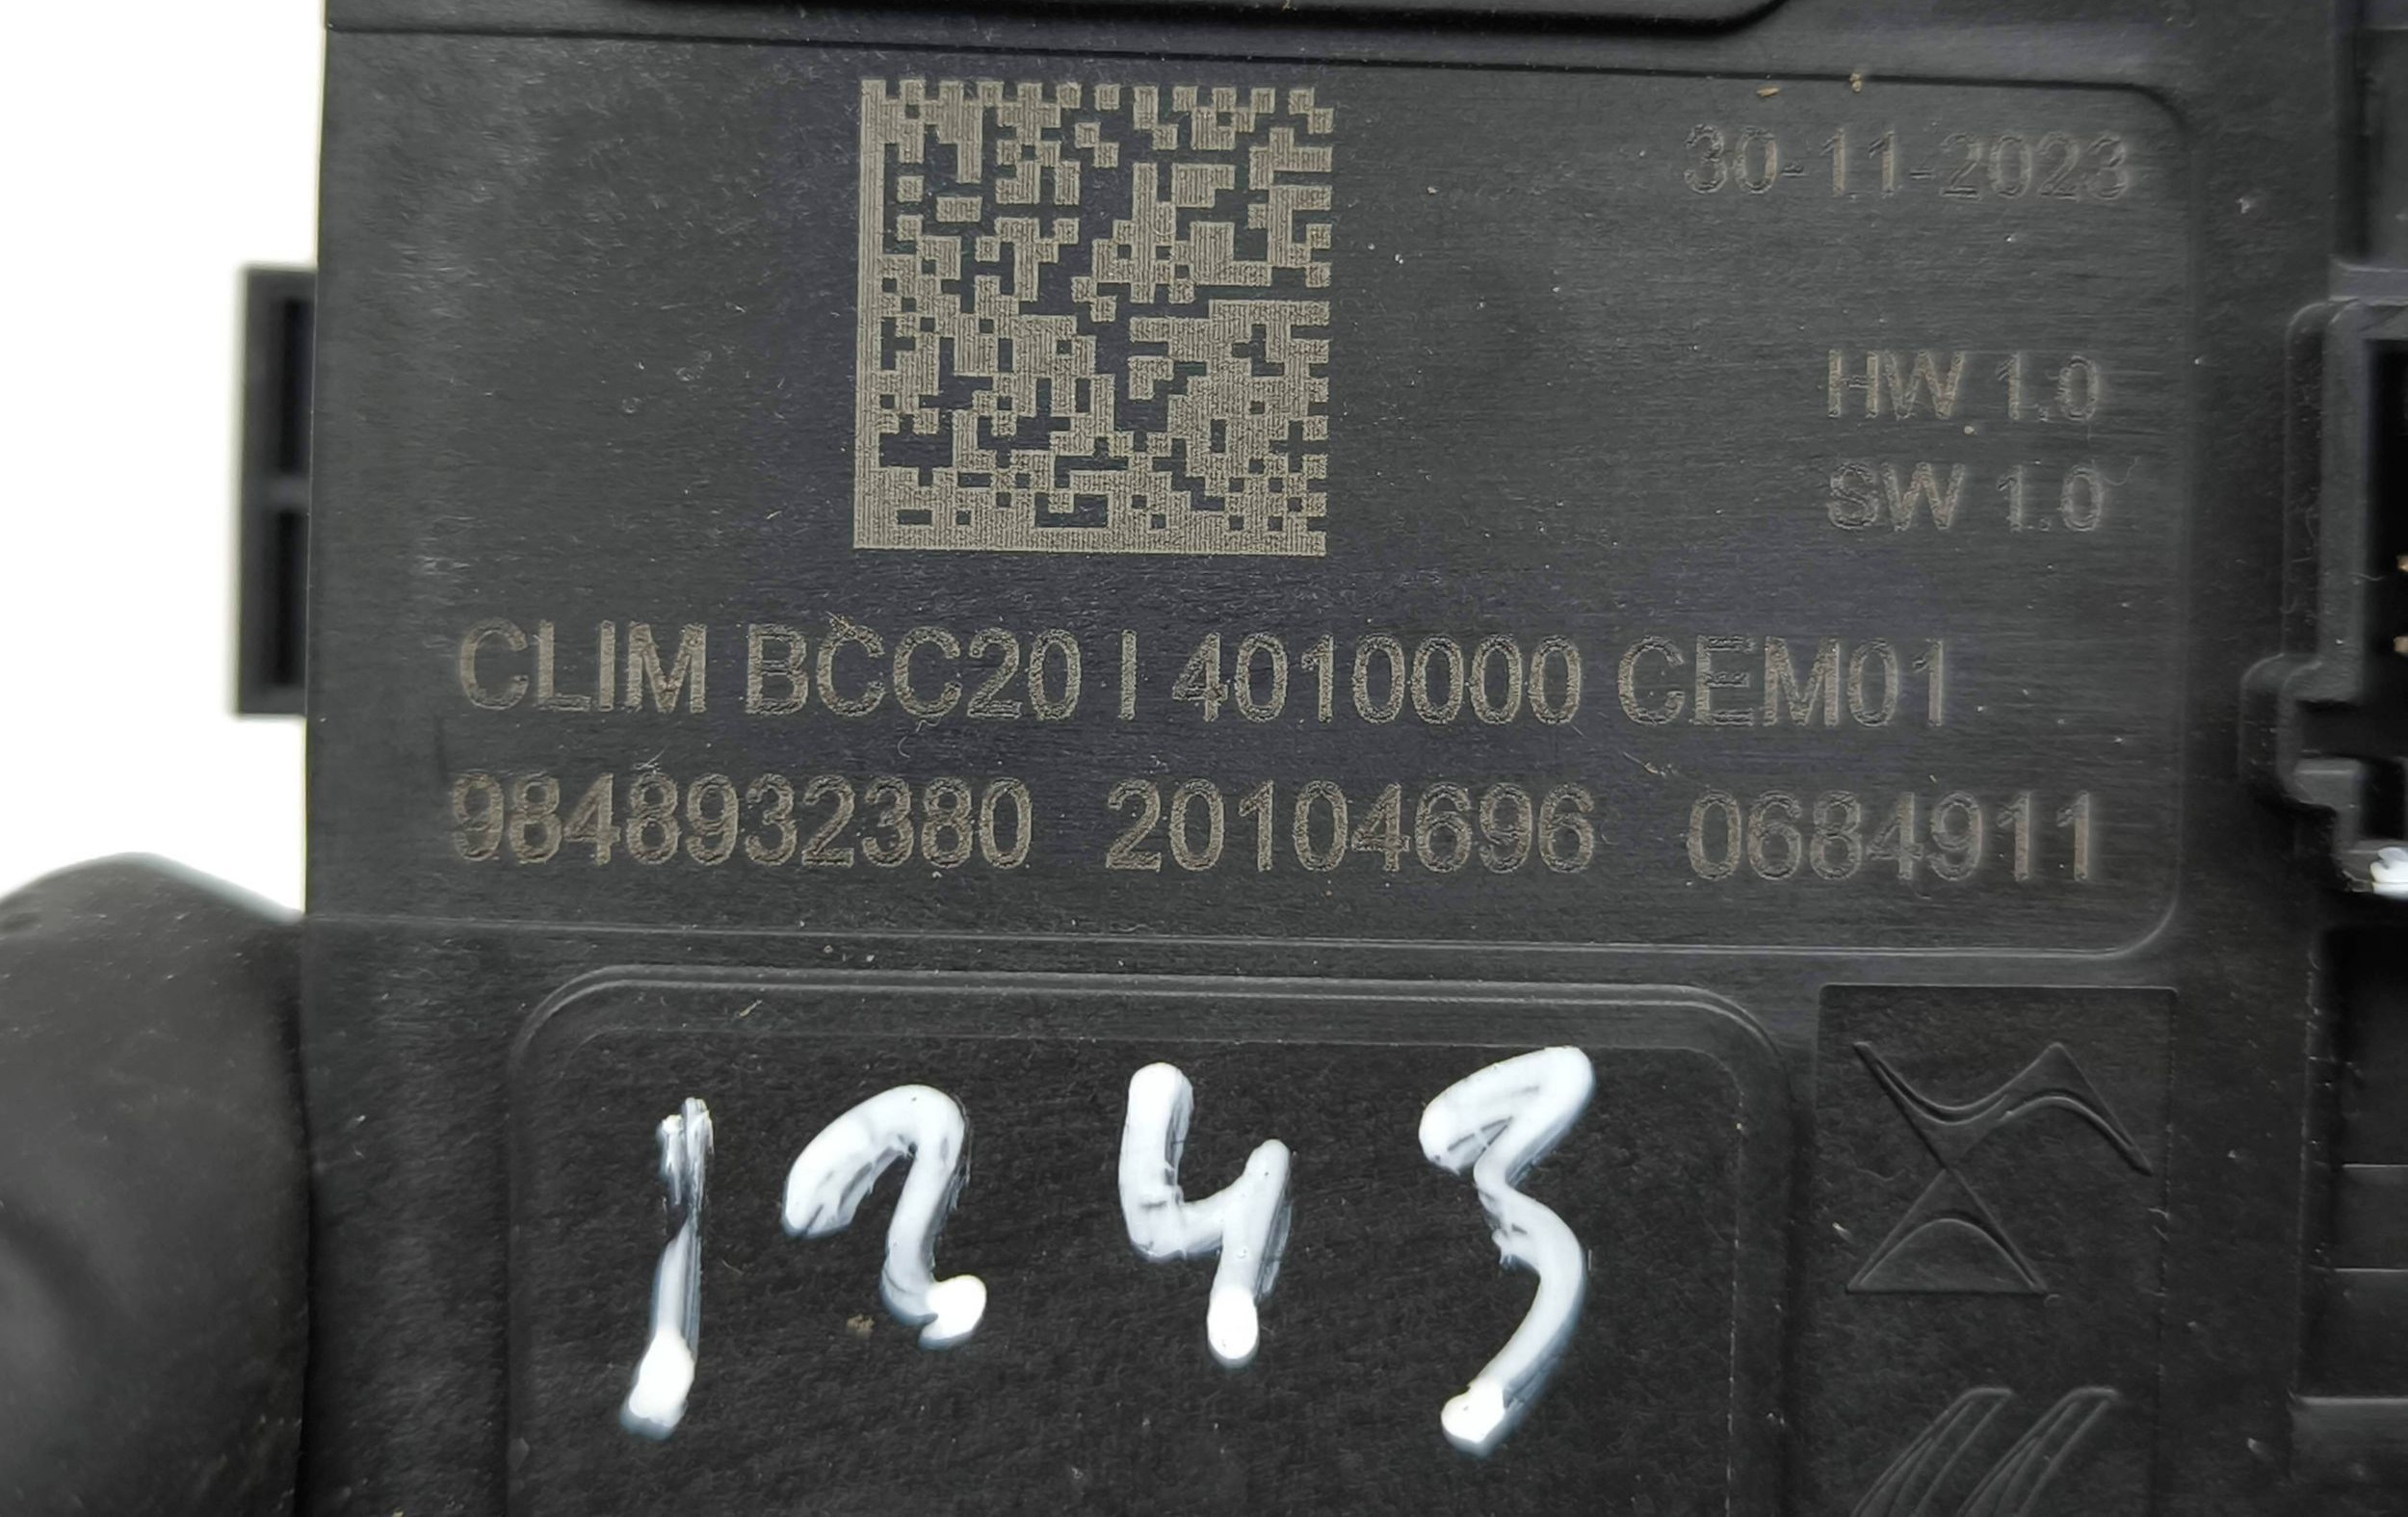 30-11-2023
HW 1.0
SW 1.0
CLIM BCC20 I 4010000 CEM01
9848932380 20104696 0684911
1243